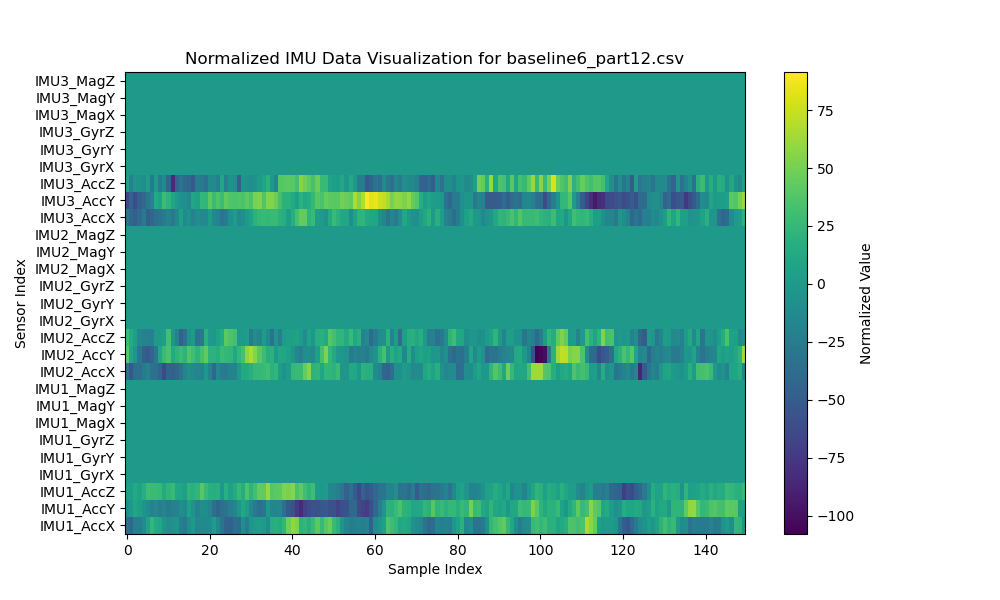 Normalized IMU Data Visualization for baseline6_part12.csv
IMU3_MagZ
IMU3_MagY
IMU3_MagX
IMU3_GyrZ
IMU3_GyrY
IMU3_GyrX
IMU3_AccZ
IMU3_AccY
IMU3_AccX
IMU2_MagZ
IMU2_MagY
IMU2_MagX
IMU2_GyrZ
IMU2_GyrY
IMU2_GyrX
IMU2_AccZ
IMU2_AccY
IMU2_AccX
IMU1_MagZ
IMU1_MagY
IMU1_MagX
IMU1_GyrZ
IMU1_GyrY
IMU1_GyrX
IMU1_AccZ
IMU1_AccY
IMU1_AccX
Sensor Index
0 20 40 60 80 100 120 140
Sample Index
75
50
25
0
−25
−50
−75
−100
Normalized Value